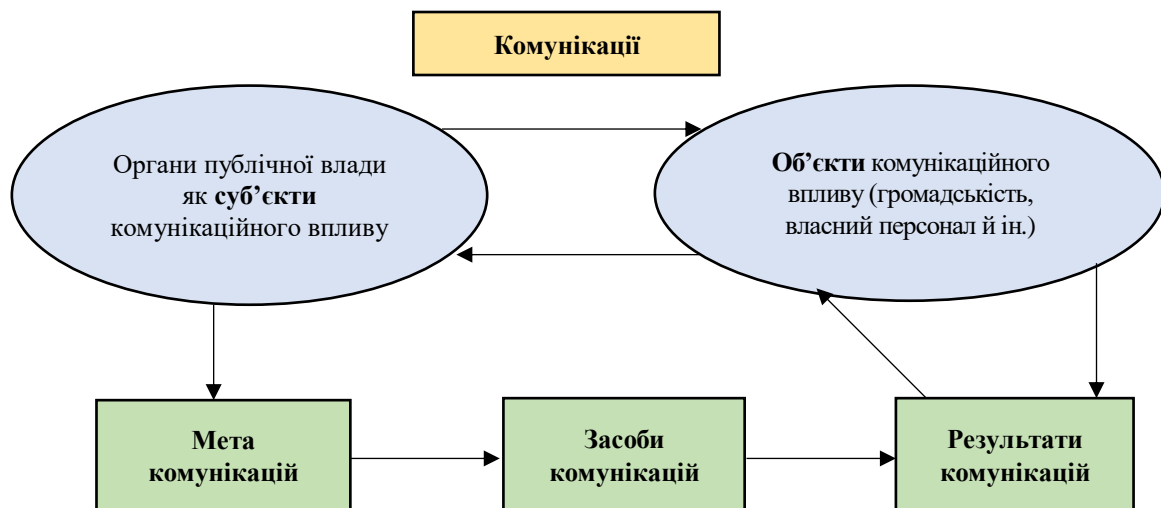 Комунікації
Органи публічної влади
як суб’єкти
комунікаційного впливу
Об’єкти комунікаційного
впливу (громадськість,
власний персонал й ін.)
Мета
комунікацій
Засоби
комунікацій
Результати
комунікацій